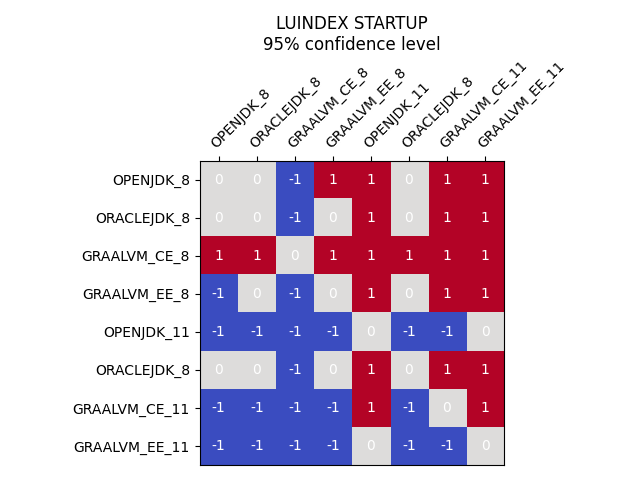 LUINDEX STARTUP
95% confidence level
OPENJDK_8 ORACLEJDK_8 GRAALVM_CE_8 GRAALVM_EE_8 OPENJDK_11 ORACLEJDK_8 GRAALVM_CE_11 GRAALVM_EE_11
OPENJDK_8 0 0 -1 1 1 0 1 1
ORACLEJDK_8 0 0 -1 0 1 0 1 1
GRAALVM_CE_8 1 1 0 1 1 1 1 1
GRAALVM_EE_8 -1 0 -1 0 1 0 1 1
OPENJDK_11 -1 -1 -1 -1 0 -1 -1 0
ORACLEJDK_8 0 0 -1 0 1 0 1 1
GRAALVM_CE_11 -1 -1 -1 -1 1 -1 0 1
GRAALVM_EE_11 -1 -1 -1 -1 0 -1 -1 0